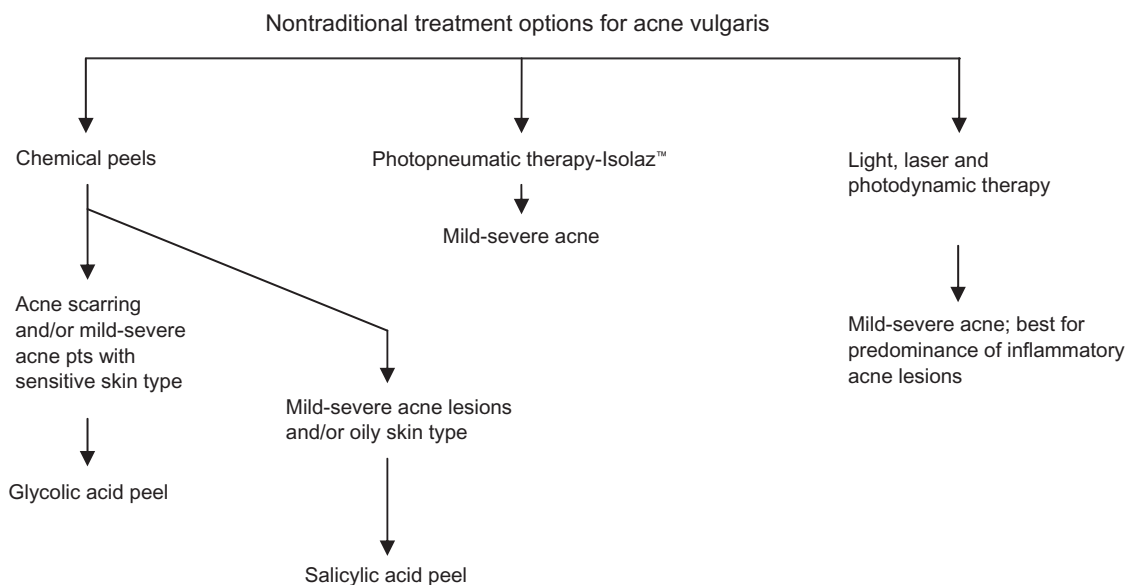 Nontraditional treatment options for acne vulgaris
Chemical peels
Photopneumatic therapy-Isolaz™
Light, laser and
photodynamic therapy
Mild-severe acne
Acne scarring
and/or mild-severe
acne pts with
sensitive skin type
Mild-severe acne lesions
and/or oily skin type
Mild-severe acne; best for
predominance of inflammatory
acne lesions
Glycolic acid peel
Salicylic acid peel